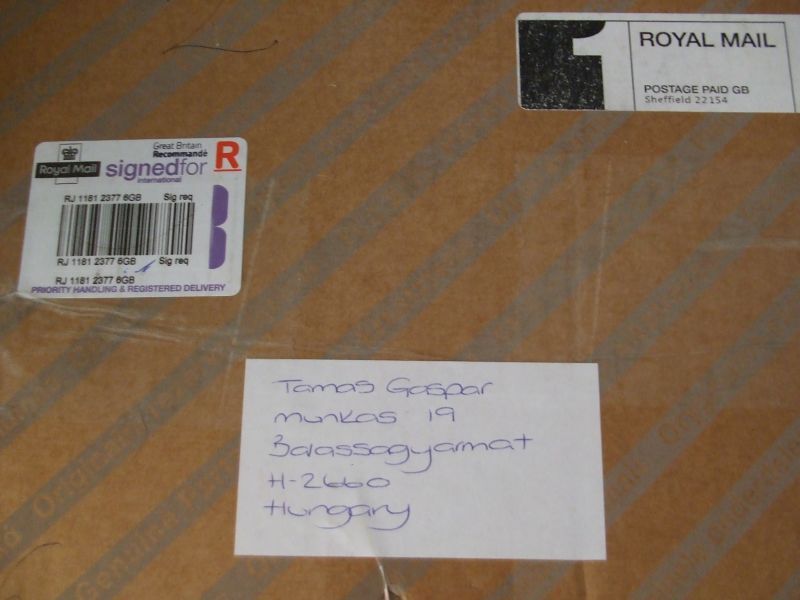 1 ROYAL MAIL
POSTAGE PAID GB
Sheffield 22154
Great Britain
Recommandé
R
Royal Mail
signedfor
international
RJ 1181 2377 6GB Sig req
RJ 1181 2377 6GB Sig req
RJ 1181 2377 6GB
PRIORITY HANDLING & REGISTERED DELIVERY
Tamas Gaspar
munkas 19
Balassagyarmat
H-2660
Hungary
Genuine